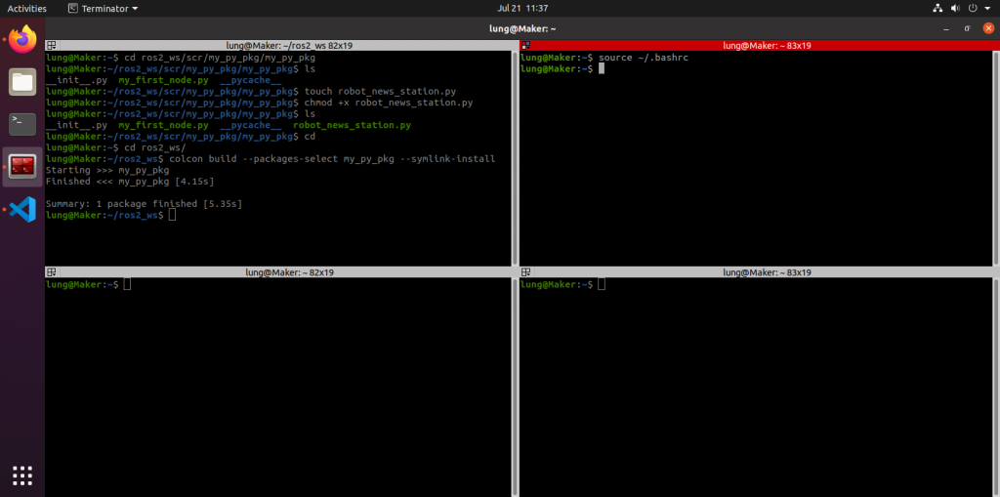 Activities
Terminator
Jul 21 11:37
lung@Maker: ~
lung@Maker: ~/ros2_ws 82x19
lung@Maker:~$ cd ros2_ws/scr/my_py_pkg/my_py_pkg
lung@Maker:~/ros2_ws/scr/my_py_pkg/my_py_pkg$ ls
__init__.py my_first_node.py __pycache__
lung@Maker:~/ros2_ws/scr/my_py_pkg/my_py_pkg$ touch robot_news_station.py
lung@Maker:~/ros2_ws/scr/my_py_pkg/my_py_pkg$ chmod +x robot_news_station.py
lung@Maker:~/ros2_ws/scr/my_py_pkg/my_py_pkg$ ls
__init__.py my_first_node.py __pycache__ robot_news_station.py
lung@Maker:~/ros2_ws/scr/my_py_pkg/my_py_pkg$ cd
lung@Maker:~$ cd ros2_ws/
lung@Maker:~/ros2_ws$ colcon build --packages-select my_py_pkg --symlink-install
Starting >>> my_py_pkg
Finished <<< my_py_pkg [4.15s]
Summary: 1 package finished [5.35s]
lung@Maker:~/ros2_ws$
lung@Maker: ~ 83x19
lung@Maker:~$ source ~/.bashrc
lung@Maker:~$
lung@Maker: ~ 82x19
lung@Maker:~$
lung@Maker: ~ 83x19
lung@Maker:~$